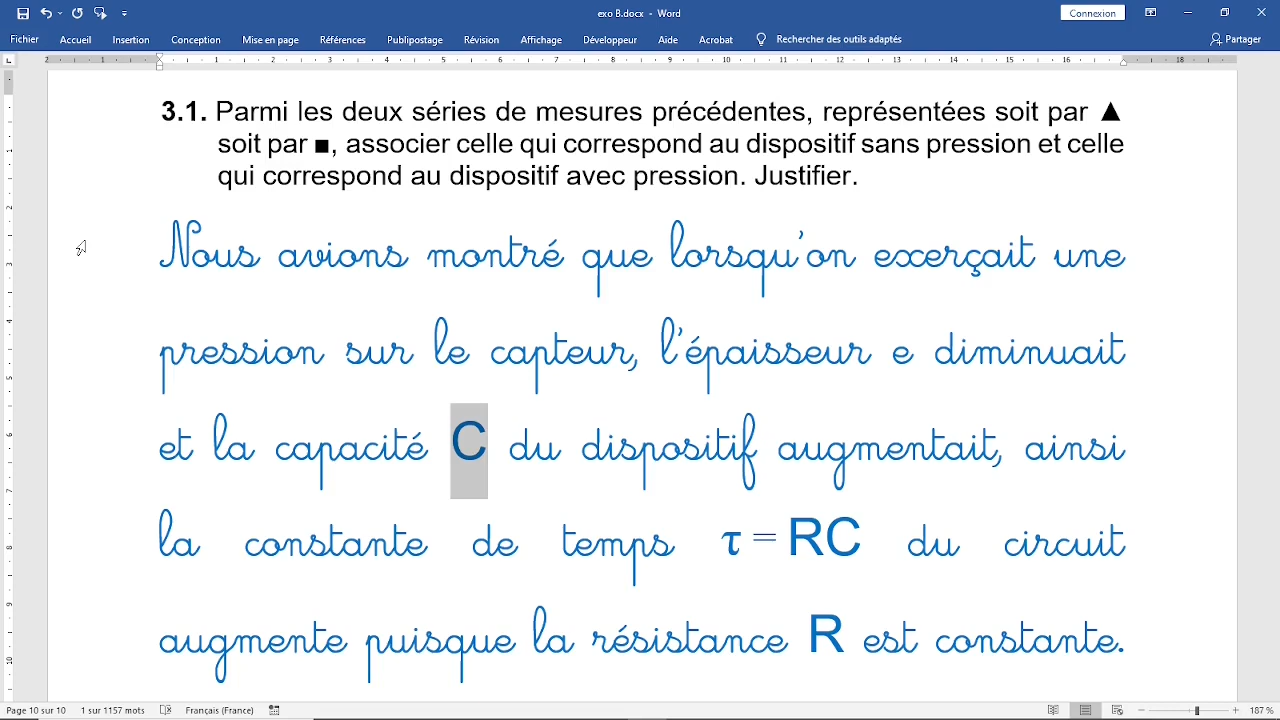 exo B.docx - Word
Connexion
Fichier Accueil Insertion Conception Mise en page Références Publipostage Révision Affichage Développeur Aide Acrobat Rechercher des outils adaptés Partager
3.1. Parmi les deux séries de mesures précédentes, représentées soit par ▲
soit par ■, associer celle qui correspond au dispositif sans pression et celle
qui correspond au dispositif avec pression. Justifier.
Nous avions montré que lorsqu'on exerçait une
pression sur le capteur, l'épaisseur e diminuait
et la capacité C du dispositif augmentait, ainsi
la constante de temps τ = RC du circuit
augmente puisque la résistance R est constante.
Page 10 sur 10 1 sur 1157 mots Français (France) 187 %